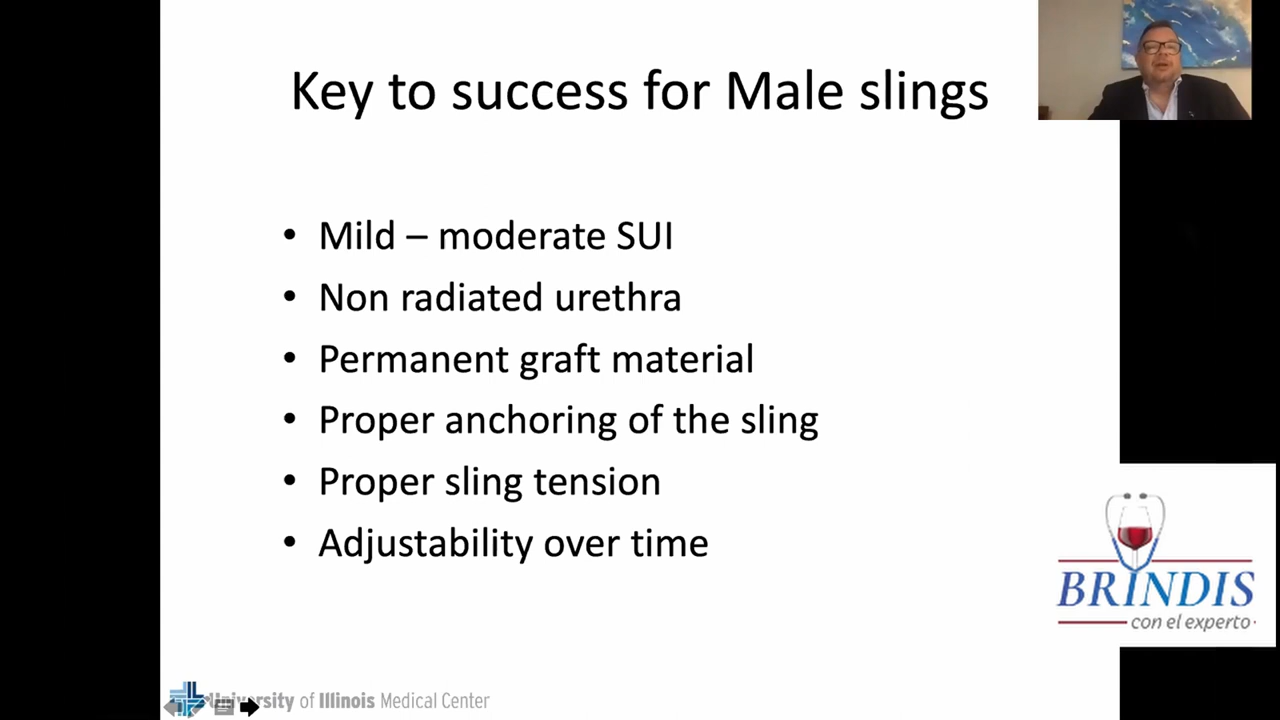 Key to success for Male slings
• Mild – moderate SUI
• Non radiated urethra
• Permanent graft material
• Proper anchoring of the sling
• Proper sling tension
• Adjustability over time
BRINDIS
con el experto
University of Illinois Medical Center